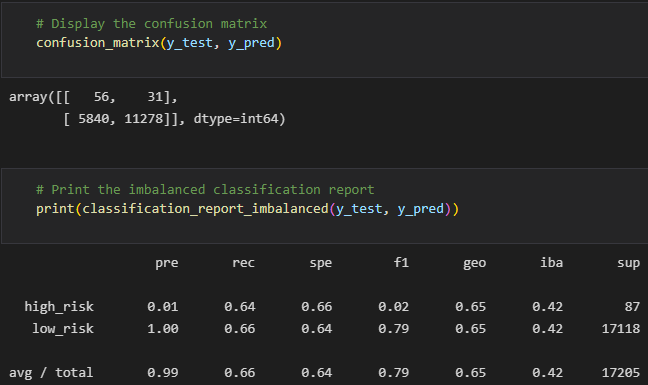 # Display the confusion matrix
confusion_matrix(y_test, y_pred)
array([[   56,    31],
       [ 5840, 11278]], dtype=int64)
# Print the imbalanced classification report
print(classification_report_imbalanced(y_test, y_pred))
                   pre       rec       spe        f1       geo       iba       sup
  high_risk       0.01      0.64      0.66      0.02      0.65      0.42        87
   low_risk       1.00      0.66      0.64      0.79      0.65      0.42     17118
avg / total       0.99      0.66      0.64      0.79      0.65      0.42     17205